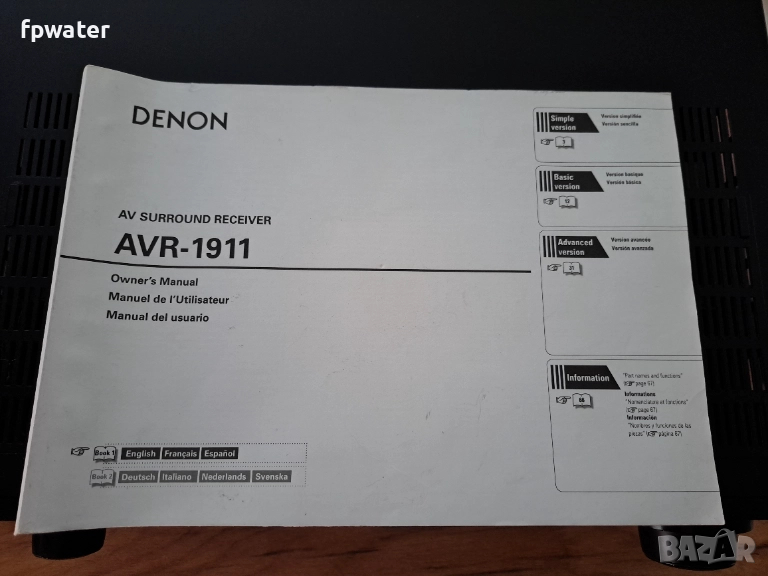 fpwater
DENON
AV SURROUND RECEIVER
AVR-1911
Owner's Manual
Manuel de l'Utilisateur
Manual del usuario
Book 1 English Français Español
Book 2 Deutsch Italiano Nederlands Svenska
Simple version
Version simplifiée
Versión sencilla
Basic version
Version basique
Versión básica
Advanced version
Version avancée
Versión avanzada
31
Information
66
"Part names and functions"
(☞ page 67)
Informations
"Nomenclature et fonctions"
(☞ page 67)
Información
"Nombres y funciones de las
piezas" (☞ página 67)
BAZAR